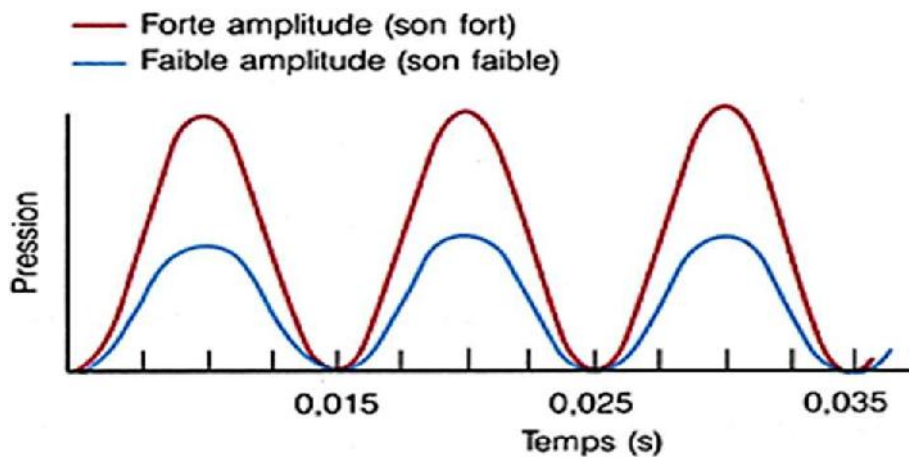 Forte amplitude (son fort)
Faible amplitude (son faible)
Pression
0,015 0,025 0,035
Temps (s)